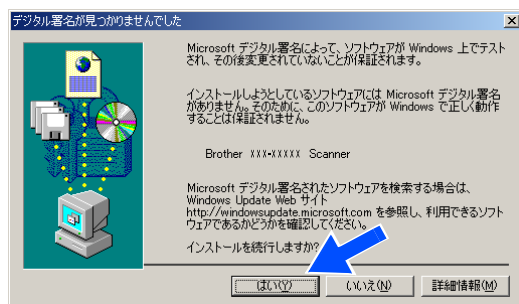 デジタル署名が見つかりませんでした
Microsoft デジタル署名によって、ソフトウェアが Windows 上でテスト
され、その後変更されていないことが保証されます。
インストールしようとしているソフトウェアには Microsoft デジタル署名
がありません。そのために、このソフトウェアが Windows で正しく動作
することは保証されません。
Brother XXX-XXXXX Scanner
Microsoft デジタル署名されたソフトウェアを検索する場合は、
Windows Update Web サイト
http://windowsupdate.microsoft.com を参照し、利用できるソフト
ウェアであるかどうかを確認してください。
インストールを続行しますか?
はい(Y) いいえ(N) 詳細情報(M)